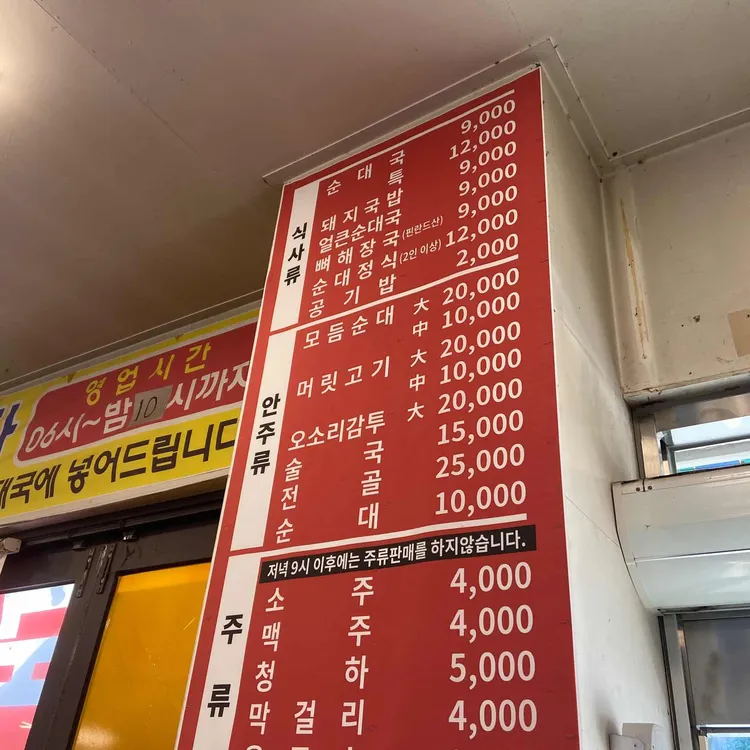 식사류
순대국 9,000
특 12,000
돼지국밥 9,000
얼큰순대국 9,000
뼈해장국(핀란드산) 9,000
순대정식(2인 이상) 12,000
공기밥 2,000
안주류
모듬순대 大 20,000
中 10,000
머릿고기 大 20,000
中 10,000
오소리감투 大 20,000
술국 15,000
전골 25,000
순대 10,000
저녁 9시 이후에는 주류판매를 하지않습니다.
주류
소주 4,000
맥주 4,000
청하 5,000
막걸리 4,000
영업시간
06시~밤10시까지
넣어드립니다